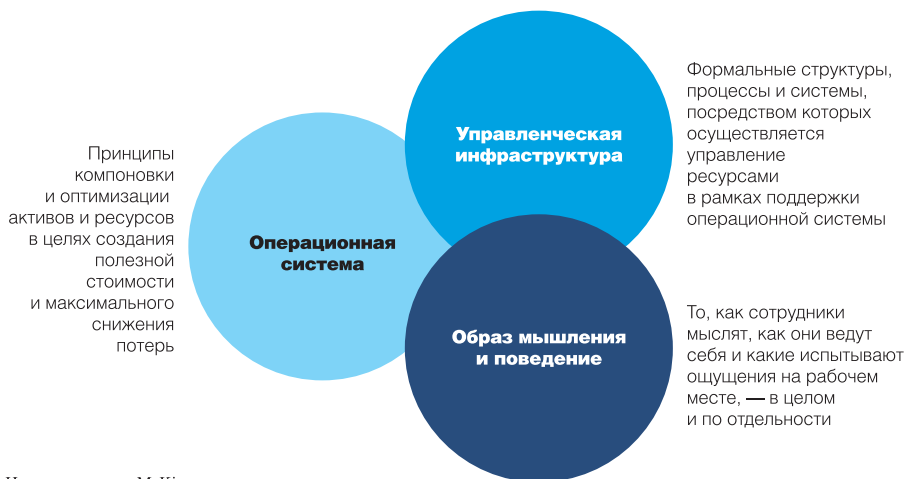 Принципы
компоновки
и оптимизации
активов и ресурсов
в целях создания
полезной
стоимости
и максимального
снижения
потерь
Операционная
система
Управленческая
инфраструктура
Формальные структуры,
процессы и системы,
посредством которых
осуществляется
управление
ресурсами
в рамках поддержки
операционной системы
Образ мышления
и поведение
То, как сотрудники
мыслят, как они ведут
себя и какие испытывают
ощущения на рабочем
месте, — в целом
и по отдельности